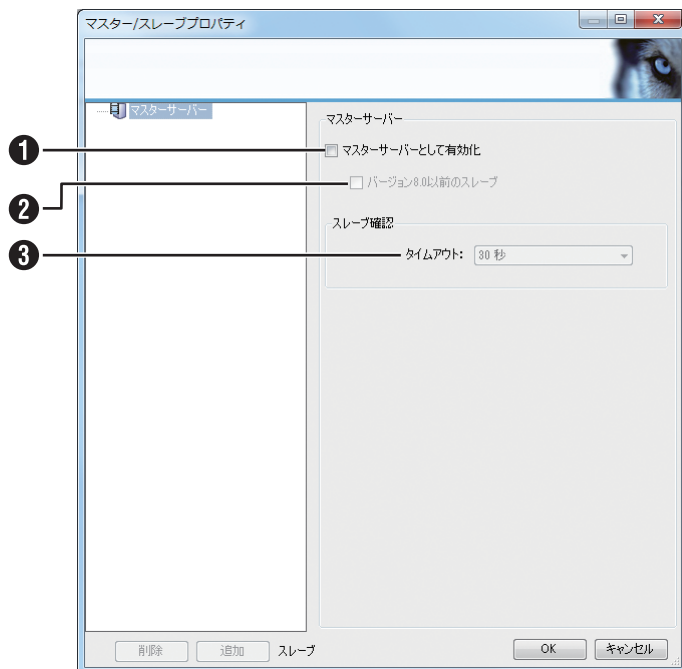 マスター/スレーブプロパティ
マスターサーバー
マスターサーバー
❶
マスターサーバーとして有効化
❷
バージョン8.0以前のスレーブ
スレーブ確認
❸
タイムアウト: 30 秒
削除 追加 スレーブ
OK キャンセル